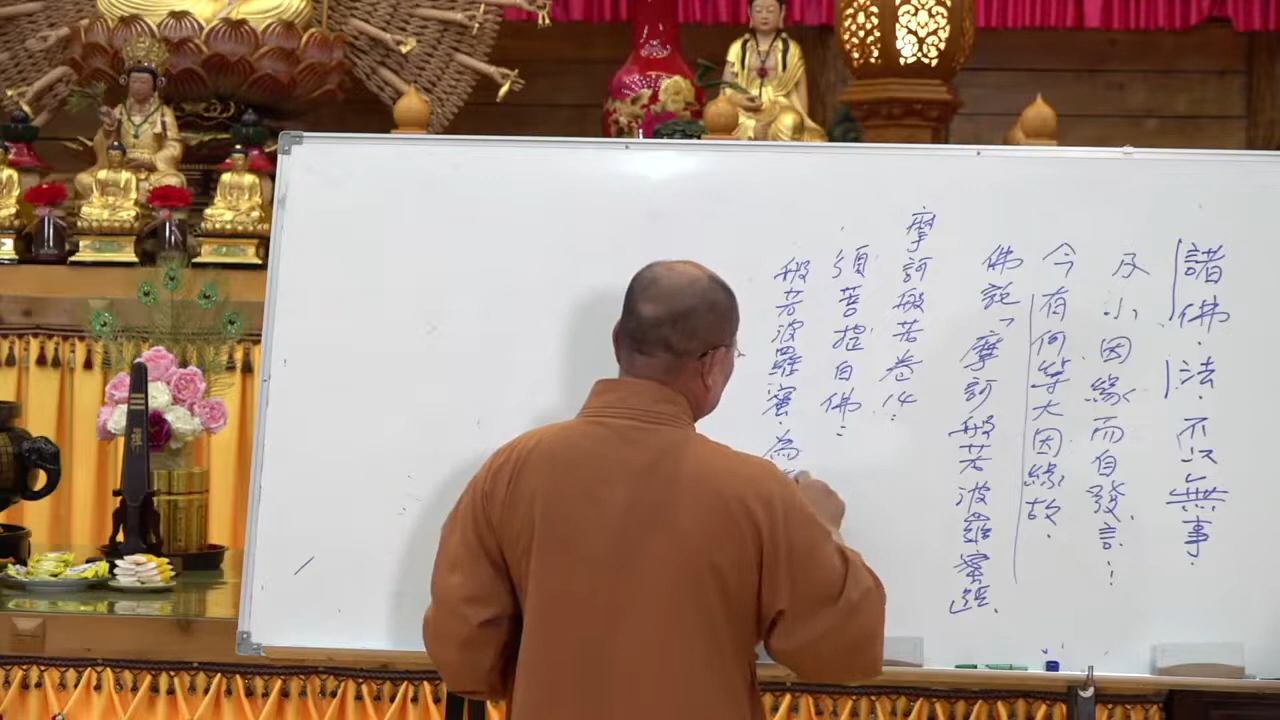 諸佛．法．不以無事．
及小因緣而自發言．！
今有何等大因緣故．
佛說「摩訶般若波羅蜜經．
摩訶般若卷14：
須菩提白佛：
般若波羅蜜．為
禪